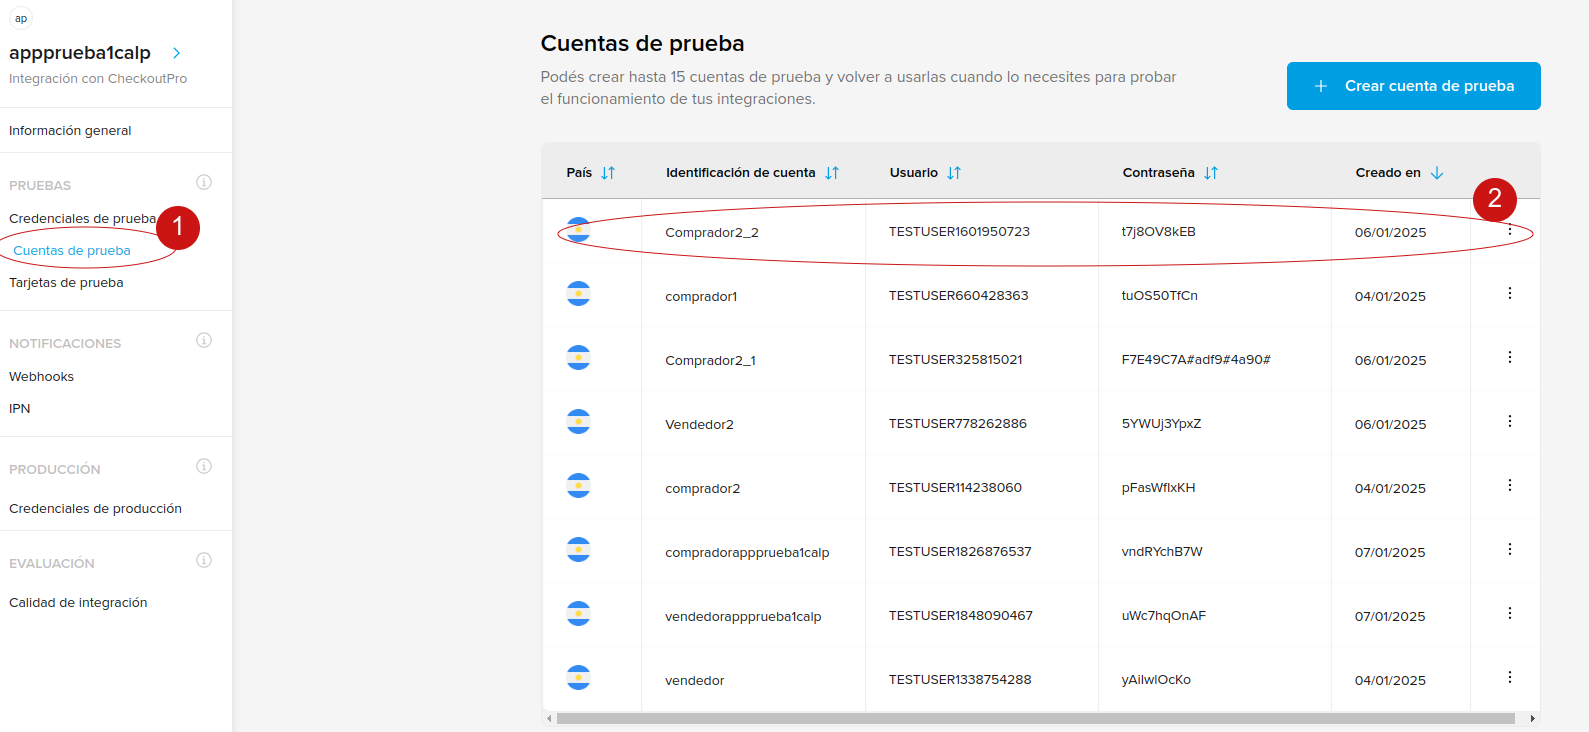 ap
appprueba1calp
Integración con CheckoutPro
Información general
PRUEBAS
Credenciales de prueba
1
Cuentas de prueba
Tarjetas de prueba
NOTIFICACIONES
Webhooks
IPN
PRODUCCIÓN
Credenciales de producción
EVALUACIÓN
Calidad de integración
Cuentas de prueba
Podés crear hasta 15 cuentas de prueba y volver a usarlas cuando lo necesites para probar
el funcionamiento de tus integraciones.
+ Crear cuenta de prueba
País Identificación de cuenta Usuario Contraseña Creado en
2
Comprador2_2 TESTUSER1601950723 t7j8OV8kEB 06/01/2025
comprador1 TESTUSER660428363 tuOS50TfCn 04/01/2025
Comprador2_1 TESTUSER325815021 F7E49C7A#adf9#4a90# 06/01/2025
Vendedor2 TESTUSER778262886 5YWUj3YpxZ 06/01/2025
comprador2 TESTUSER114238060 pFasWflxKH 04/01/2025
compradorappprueba1calp TESTUSER1826876537 vndRYchB7W 07/01/2025
vendedorappprueba1calp TESTUSER1848090467 uWc7hqOnAF 07/01/2025
vendedor TESTUSER1338754288 yAilwlOcKo 04/01/2025